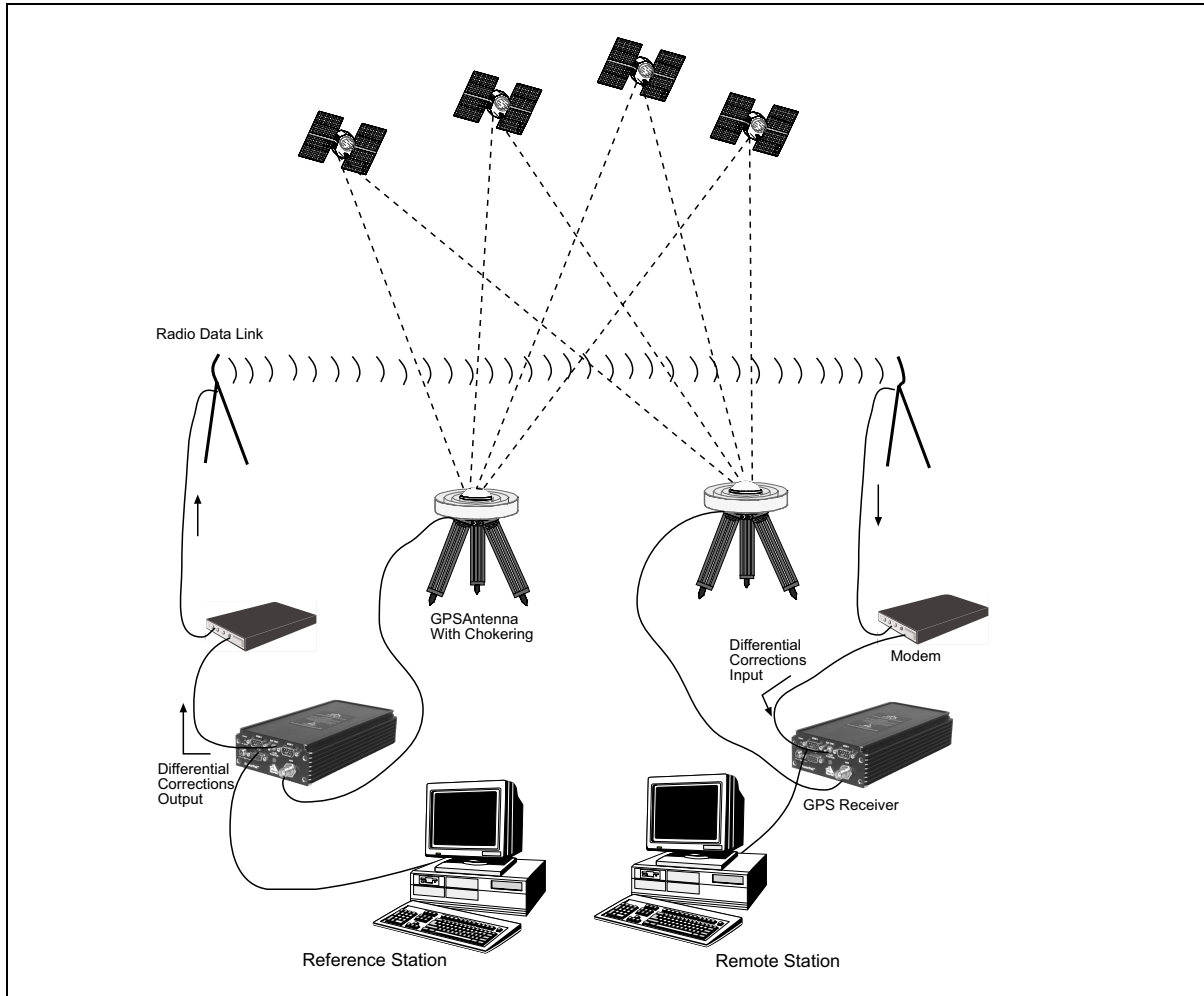 Radio Data Link
GPSAntenna
With Chokering
Differential
Corrections
Input
Modem
Differential
Corrections
Output
GPS Receiver
Reference Station
Remote Station